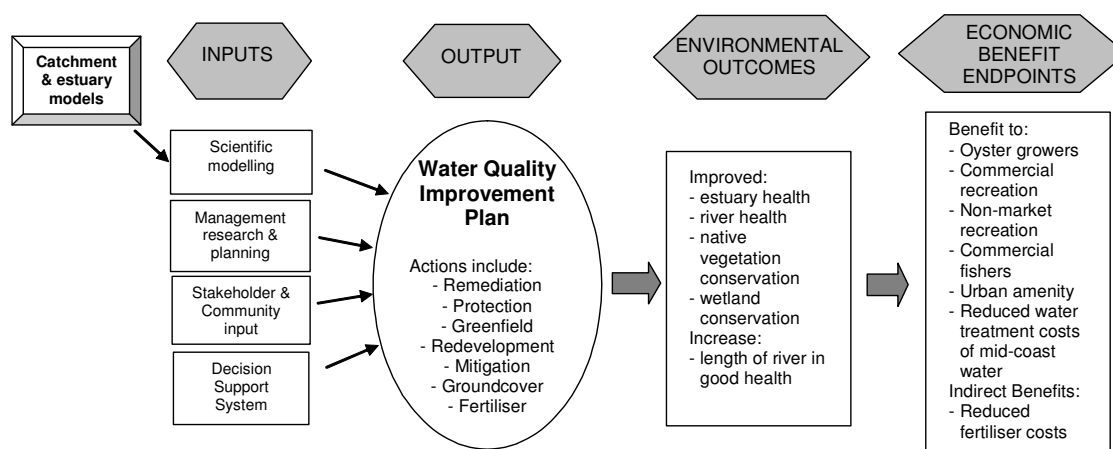 Catchment
& estuary
models
INPUTS
Scientific
modelling
Management
research &
planning
Stakeholder &
Community
input
Decision
Support
System
OUTPUT
Water Quality
Improvement
Plan
Actions include:
- Remediation
- Protection
- Greenfield
- Redevelopment
- Mitigation
- Groundcover
- Fertiliser
ENVIRONMENTAL
OUTCOMES
Improved:
- estuary health
- river health
- native
vegetation
conservation
- wetland
conservation
Increase:
- length of river in
good health
ECONOMIC
BENEFIT
ENDPOINTS
Benefit to:
- Oyster growers
- Commercial
recreation
- Non-market
recreation
- Commercial
fishers
- Urban amenity
- Reduced water
treatment costs
of mid-coast
water
Indirect Benefits:
- Reduced
fertiliser costs